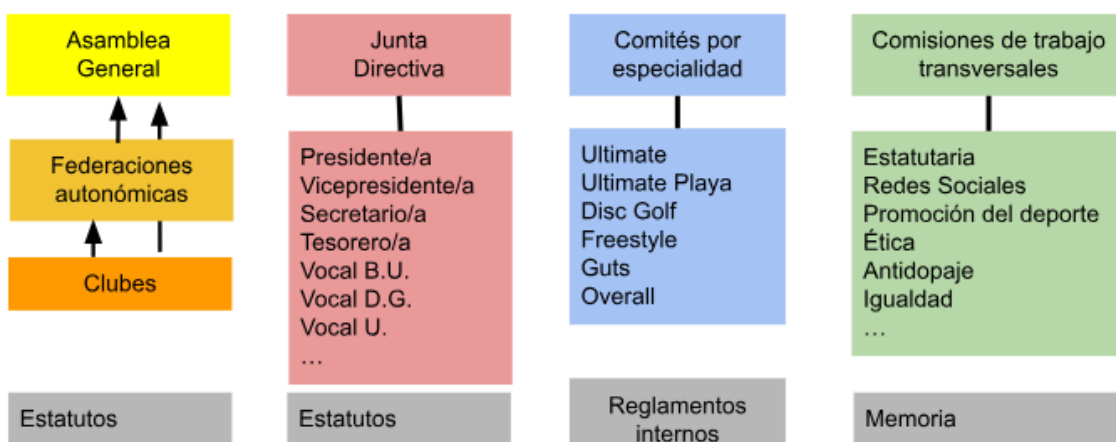 Asamblea
General
Federaciones
autonómicas
Clubes
Estatutos
Junta
Directiva
Presidente/a
Vicepresidente/a
Secretario/a
Tesorero/a
Vocal B.U.
Vocal D.G.
Vocal U.
…
Estatutos
Comités por
especialidad
Ultimate
Ultimate Playa
Disc Golf
Freestyle
Guts
Overall
Reglamentos
internos
Comisiones de trabajo
transversales
Estatutaria
Redes Sociales
Promoción del deporte
Ética
Antidopaje
Igualdad
…
Memoria